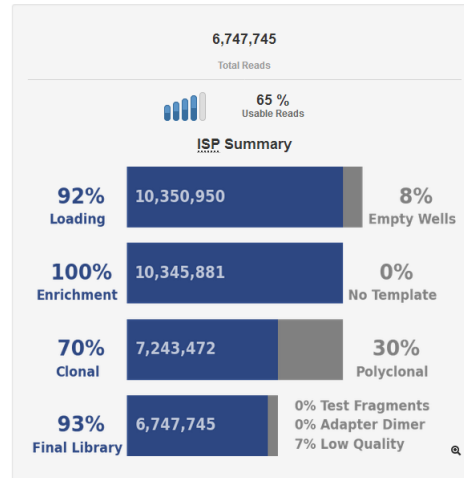 6,747,745
Total Reads
65 %
Usable Reads
ISP Summary
92%
Loading
10,350,950
8%
Empty Wells
100%
Enrichment
10,345,881
0%
No Template
70%
Clonal
7,243,472
30%
Polyclonal
93%
Final Library
6,747,745
0% Test Fragments
0% Adapter Dimer
7% Low Quality